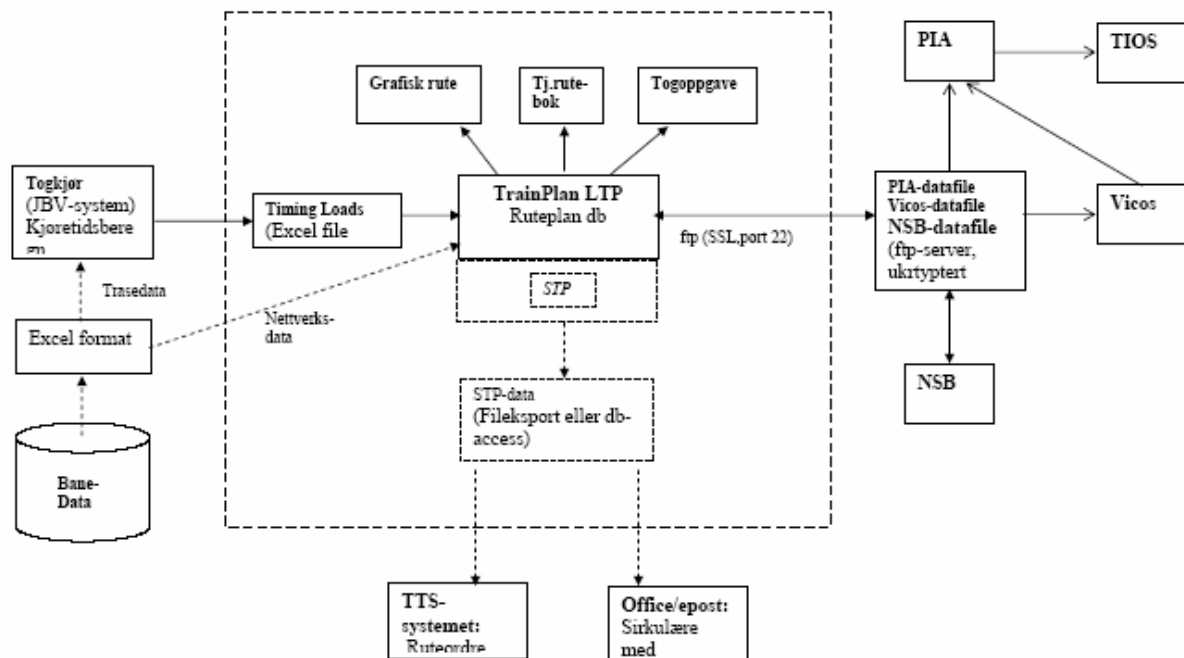 PIA
TIOS
Grafisk rute
Tj.rute-
bok
Togoppgave
Togkjør
(JBV-system)
Kjøretidsbere
gn
Timing Loads
(Excel file
TrainPlan LTP
Ruteplan db
ftp (SSL,port 22)
PIA-datafile
Vicos-datafile
NSB-datafile
(ftp-server,
ukrtyptert
Vicos
STP
Trasedata
Nettverks-
data
Excel format
NSB
STP-data
(Fileksport eller db-
access)
Bane-
Data
TTS-
systemet:
Ruteordre
Office/epost:
Sirkulære
med